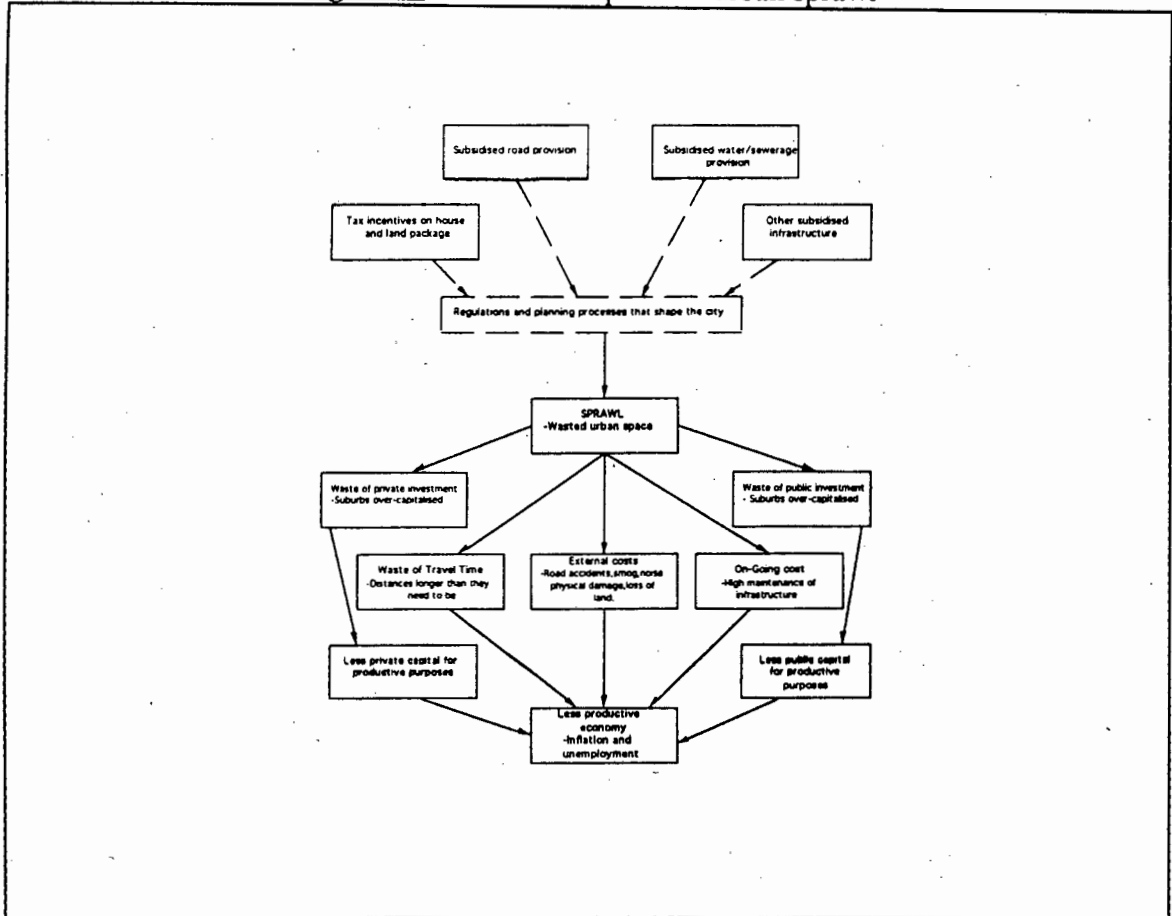 Subsidised road provision
Subsidised water/sewerage
provision
Tax incentives on house
and land package
Other subsidised
infrastructure
Regulations and planning processes that shape the city
SPRAWL
-Wasted urban space
Waste of private investment
-Suburbs over-capitalised
Waste of public investment
- Suburbs over-capitalised
Waste of Travel Time
-Distances longer than they
need to be
External costs
-Road accidents,smog,noise
physical damage,loss of
land.
On-Going cost
-High maintenance of
infrastructure
Less private capital for
productive purposes
Less public capital
for productive
purposes
Less productive
economy
-Inflation and
unemployment